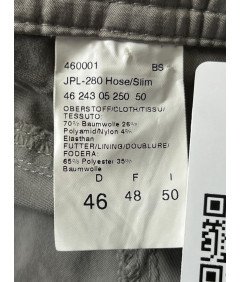 460001 BS
JPL-280 Hose/Slim
46 243 05 250 50
OBERSTOFF/CLOTH/TISSU/
TESSUTO:
70% Baumwolle 26%
Polyamid/Nylon 4%
Elasthan
FUTTER/LINING/DOUBLURE/
FODERA:
65% Polyester 35%
Baumwolle
D F I
46 48 50